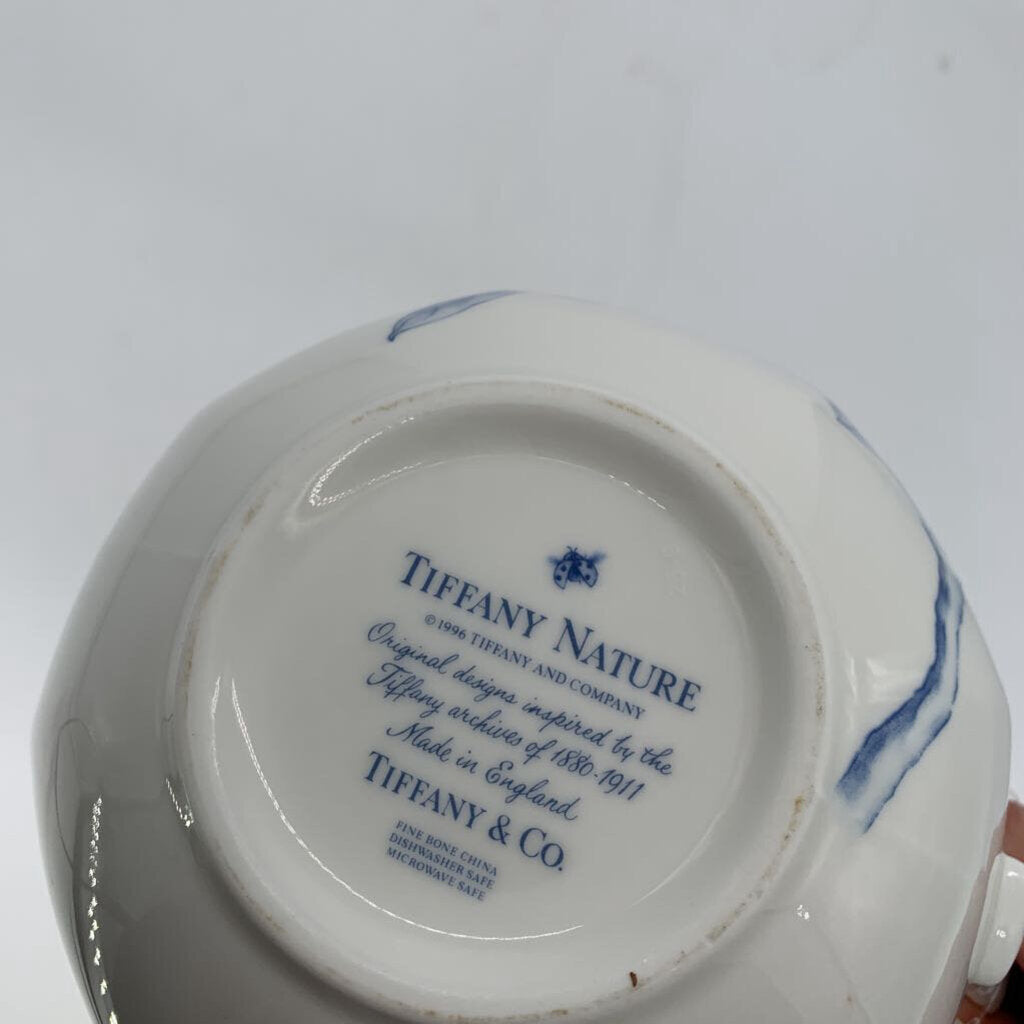 TIFFANY NATURE
©1996 TIFFANY AND COMPANY
Original designs inspired by the
Tiffany archives of 1880-1911
Made in England
TIFFANY & CO.
FINE BONE CHINA
DISHWASHER SAFE
MICROWAVE SAFE